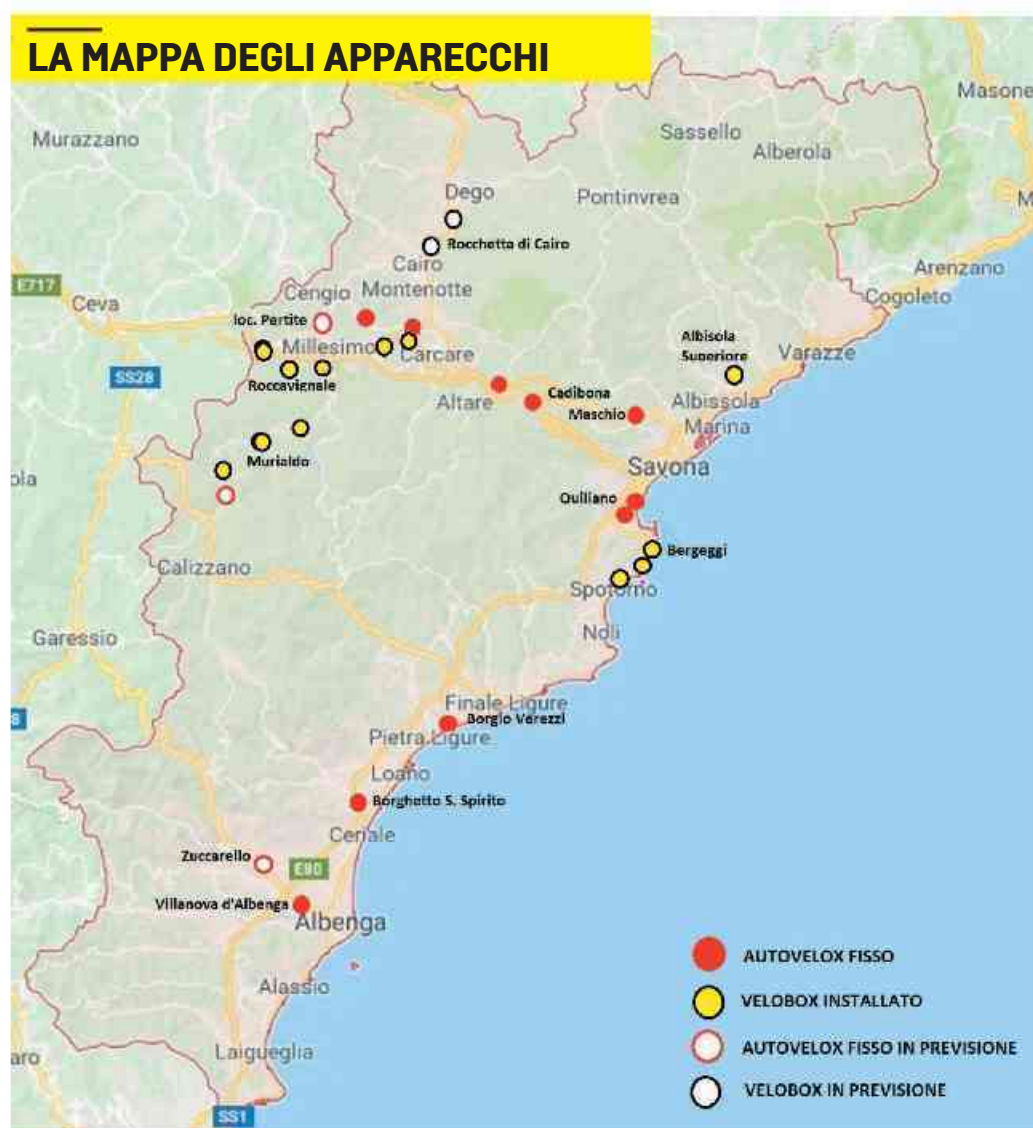 LA MAPPA DEGLI APPARECCHI
Masone
Murazzano
Sassello
Alberola
Dego
Pontinvrea
Rocchetta di Cairo
Cairo
Montenotte
Arenzano
Cogoleto
E717
Ceva
Cengio
loc. Pertite
Millesimo
Carcare
Albisola
Superiore
Varazze
SS28
Roccavignale
Altare
Cadibona
Maschio
Albissola
Marina
Murialdo
Savona
Quiliano
Bergeggi
Calizzano
Spotorno
Noli
Garessio
Finale Ligure
Borgio Verezzi
Pietra Ligure
Loano
Borghetto S. Spirito
Ceriale
Zuccarello
E80
Villanova d'Albenga
Albenga
Alassio
Laigueglia
SS1
AUTOVELOX FISSO
VELOBOX INSTALLATO
AUTOVELOX FISSO IN PREVISIONE
VELOBOX IN PREVISIONE